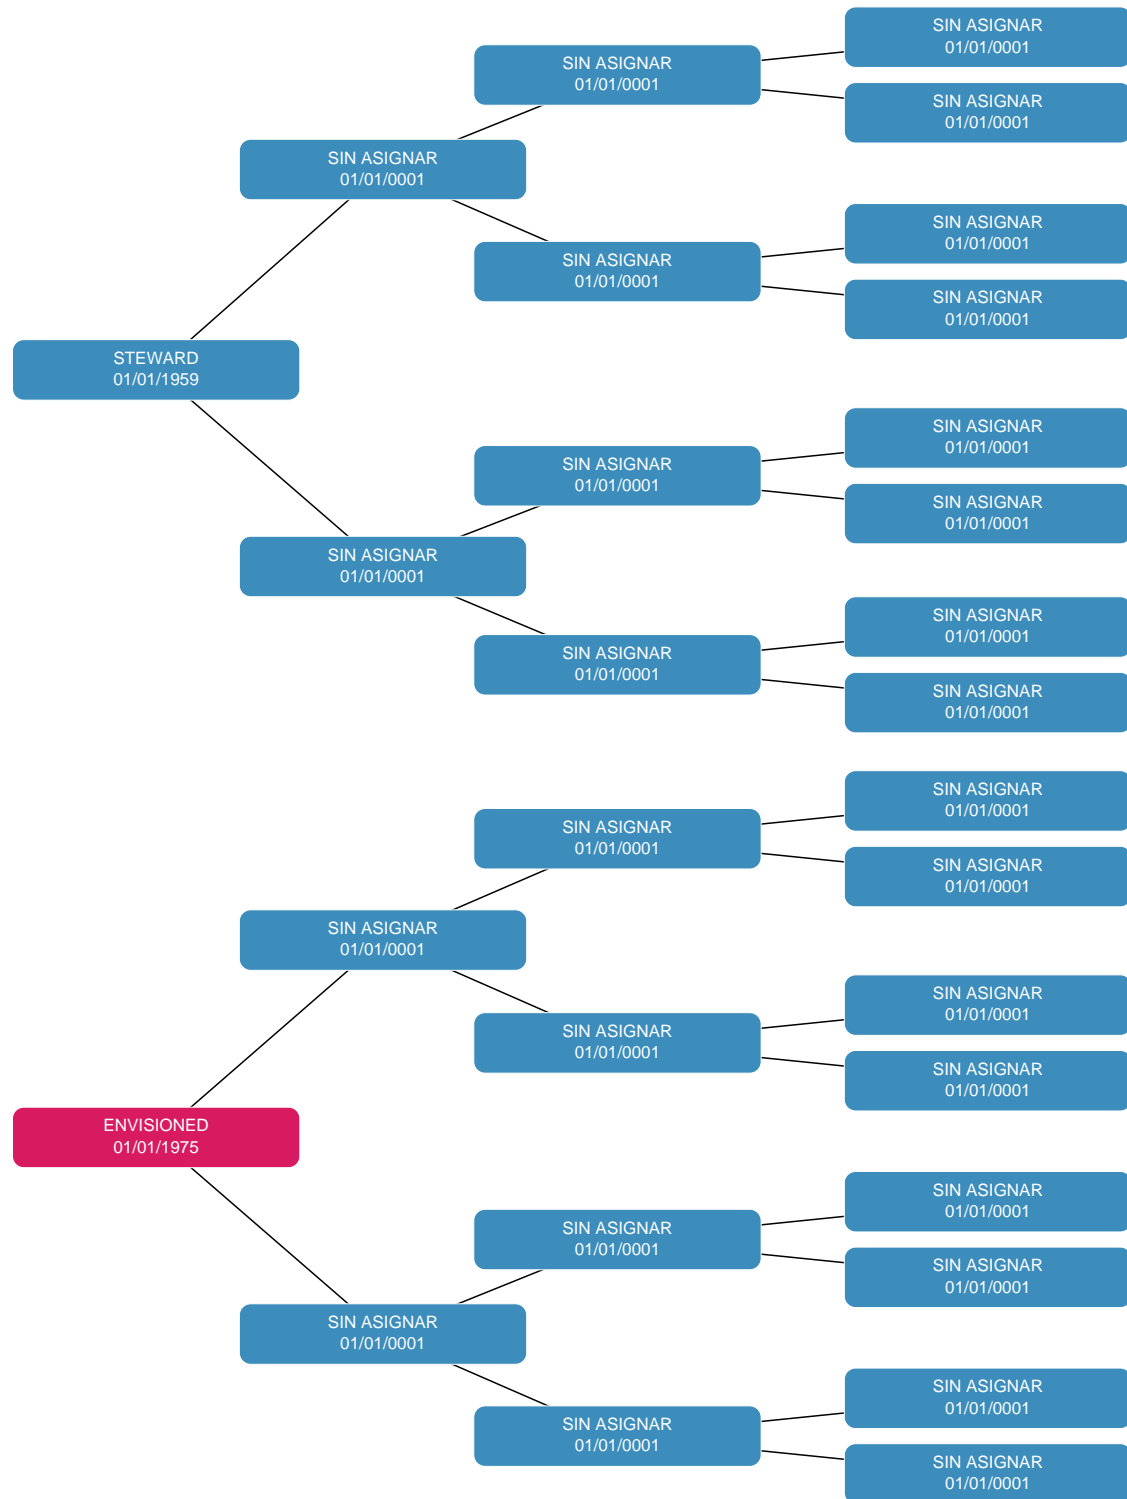 SIN ASIGNAR
01/01/0001
SIN ASIGNAR
01/01/0001
SIN ASIGNAR
01/01/0001
SIN ASIGNAR
01/01/0001
SIN ASIGNAR
01/01/0001
SIN ASIGNAR
01/01/0001
SIN ASIGNAR
01/01/0001
STEWARD
01/01/1959
SIN ASIGNAR
01/01/0001
SIN ASIGNAR
01/01/0001
SIN ASIGNAR
01/01/0001
SIN ASIGNAR
01/01/0001
SIN ASIGNAR
01/01/0001
SIN ASIGNAR
01/01/0001
SIN ASIGNAR
01/01/0001
SIN ASIGNAR
01/01/0001
SIN ASIGNAR
01/01/0001
SIN ASIGNAR
01/01/0001
SIN ASIGNAR
01/01/0001
SIN ASIGNAR
01/01/0001
SIN ASIGNAR
01/01/0001
SIN ASIGNAR
01/01/0001
ENVISIONED
01/01/1975
SIN ASIGNAR
01/01/0001
SIN ASIGNAR
01/01/0001
SIN ASIGNAR
01/01/0001
SIN ASIGNAR
01/01/0001
SIN ASIGNAR
01/01/0001
SIN ASIGNAR
01/01/0001
SIN ASIGNAR
01/01/0001